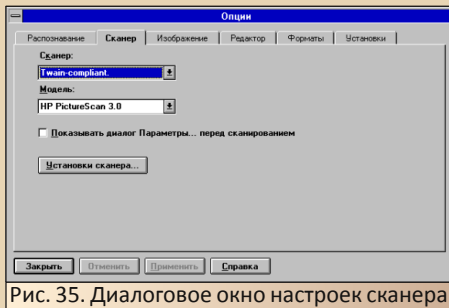 Опции
Распознавание Сканер Изображение Редактор Форматы Установки
Сканер:
Twain-compliant.
Модель:
HP PictureScan 3.0
Показывать диалог Параметры... перед сканированием
Установки сканера...
Закрыть Отменить Применить Справка
Рис. 35. Диалоговое окно настроек сканера